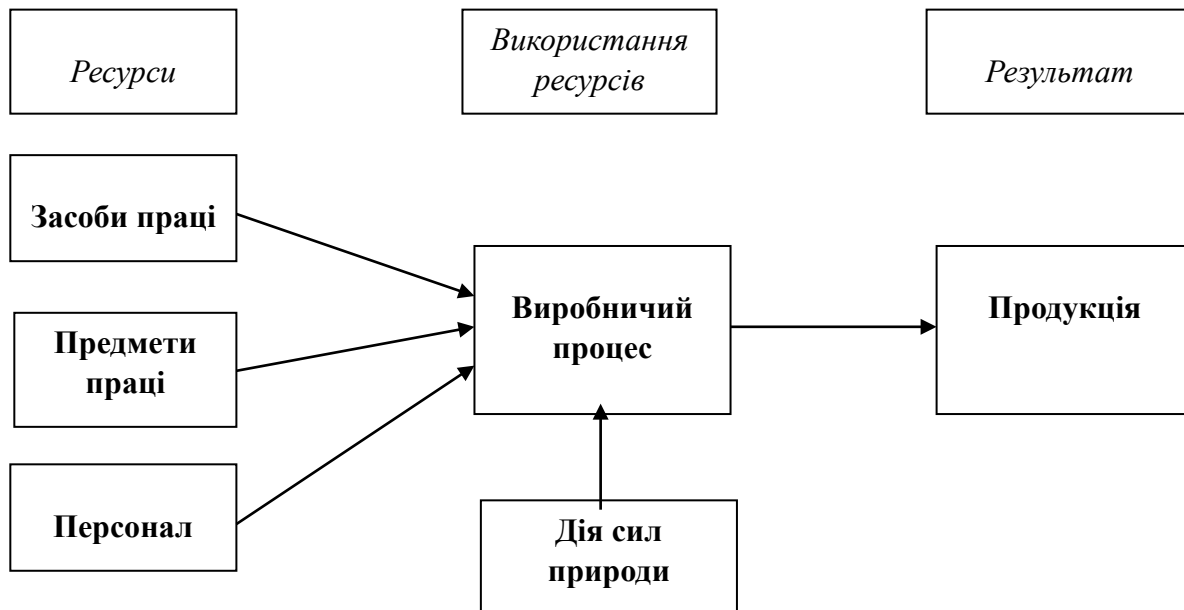 Ресурси
Використання
ресурсів
Результат
Засоби праці
Предмети
праці
Персонал
Виробничий
процес
Продукція
Дія сил
природи